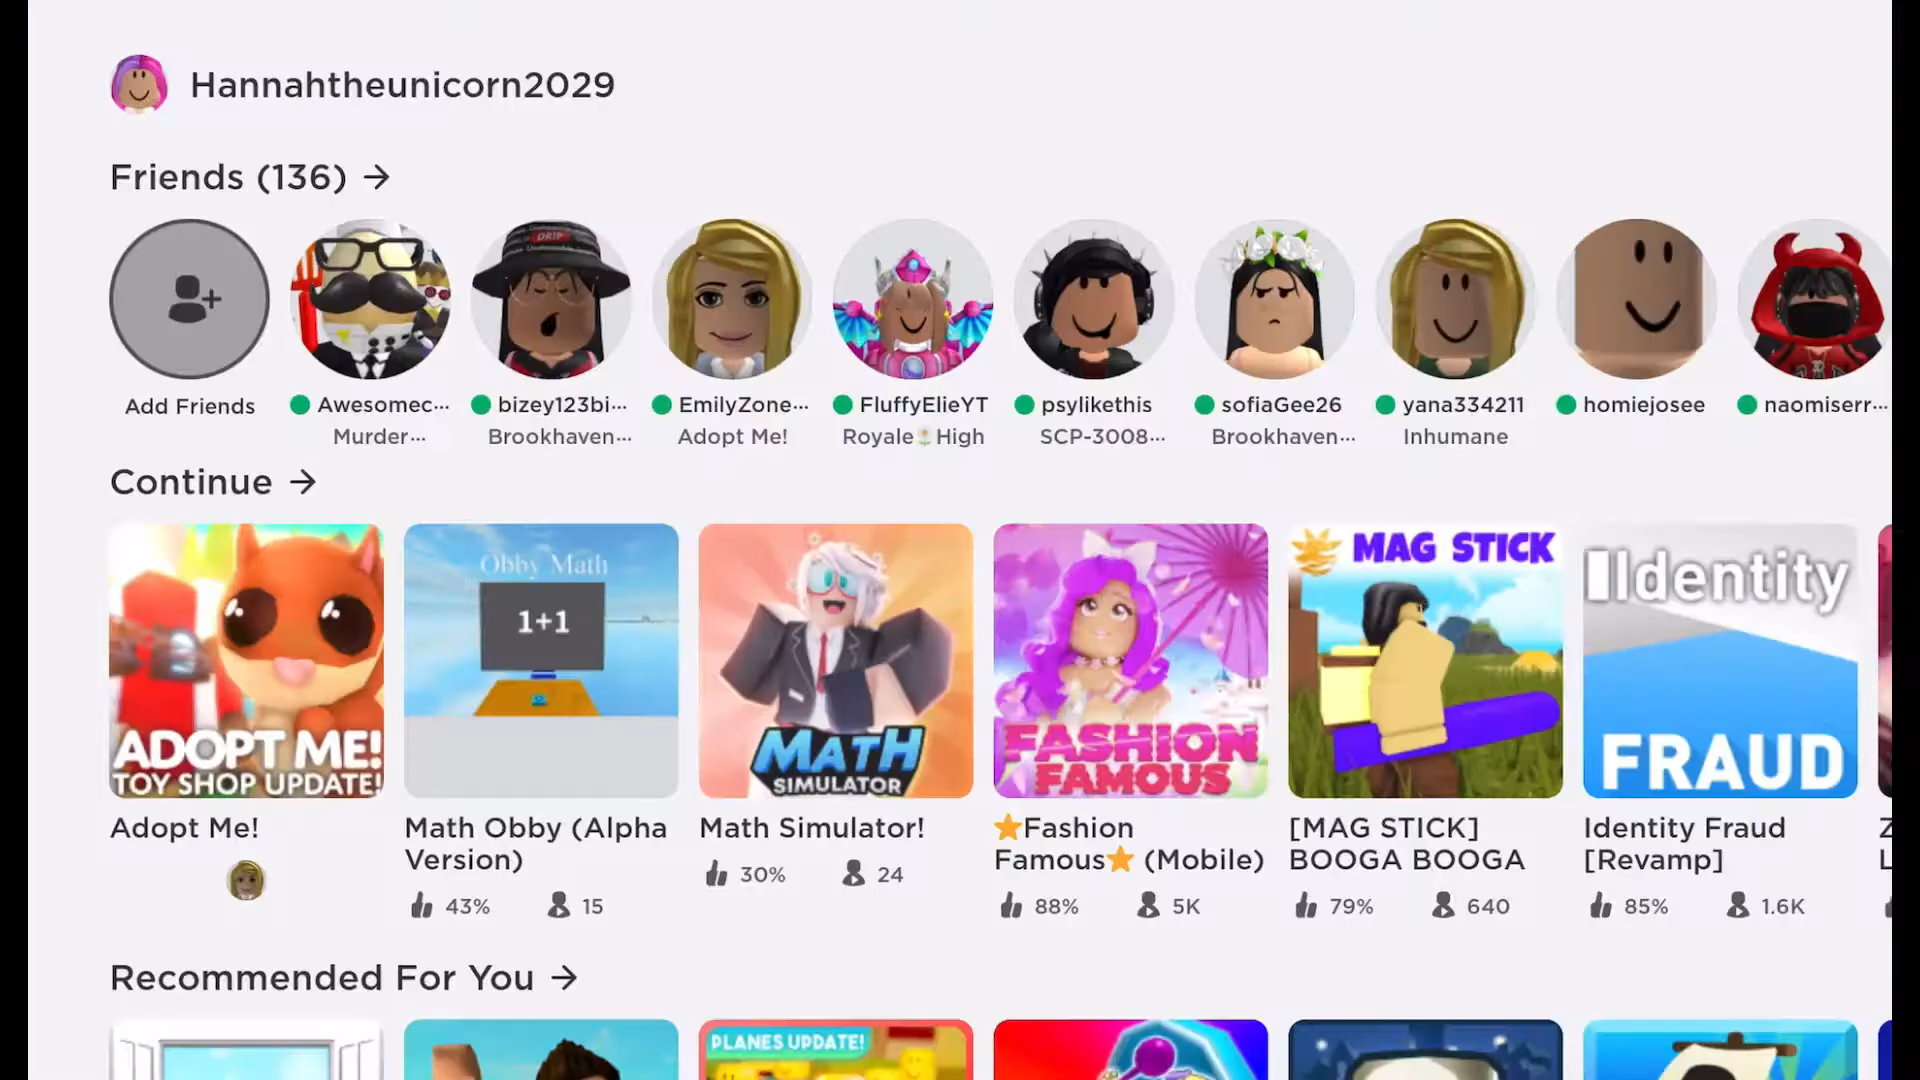 Hannahtheunicorn2029
Friends (136) →
DRIP
Add Friends
Awesomec...
bizey123bi...
EmilyZone...
FluffyElieYT
psylikethis
sofiaGee26
yana334211
homiejosee
naomiserr...
Murder...
Brookhaven...
Adopt Me!
Royale🌼High
SCP-3008...
Brookhaven...
Inhumane
Continue →
ADOPT ME!
TOY SHOP UPDATE!
Obby Math
1+1
MATH
SIMULATOR
FASHION
FAMOUS
MAG STICK
Identity
FRAUD
Adopt Me!
Math Obby (Alpha
Version)
43%
15
Math Simulator!
30%
24
⭐Fashion
Famous⭐ (Mobile)
88%
5K
[MAG STICK]
BOOGA BOOGA
79%
640
Identity Fraud
[Revamp]
85%
1.6K
Recommended For You →
PLANES UPDATE!